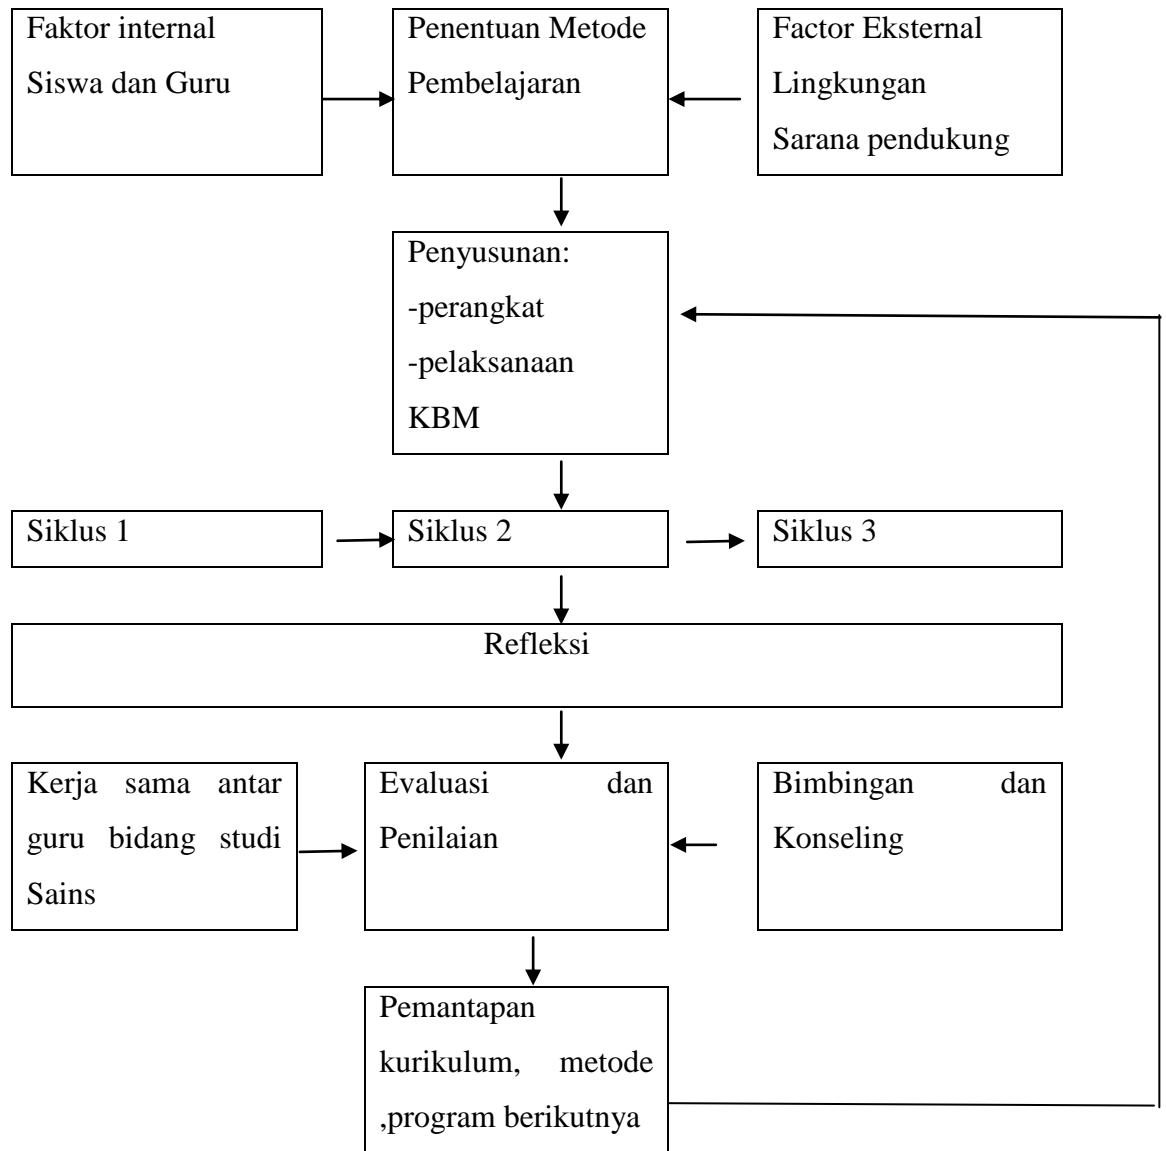 Faktor internal
Siswa dan Guru
Penentuan Metode
Pembelajaran
Factor Eksternal
Lingkungan
Sarana pendukung
Penyusunan:
-perangkat
-pelaksanaan
KBM
Siklus 1
Siklus 2
Siklus 3
Refleksi
Kerja sama antar
guru bidang studi
Sains
Evaluasi dan
Penilaian
Bimbingan dan
Konseling
Pemantapan
kurikulum, metode
,program berikutnya